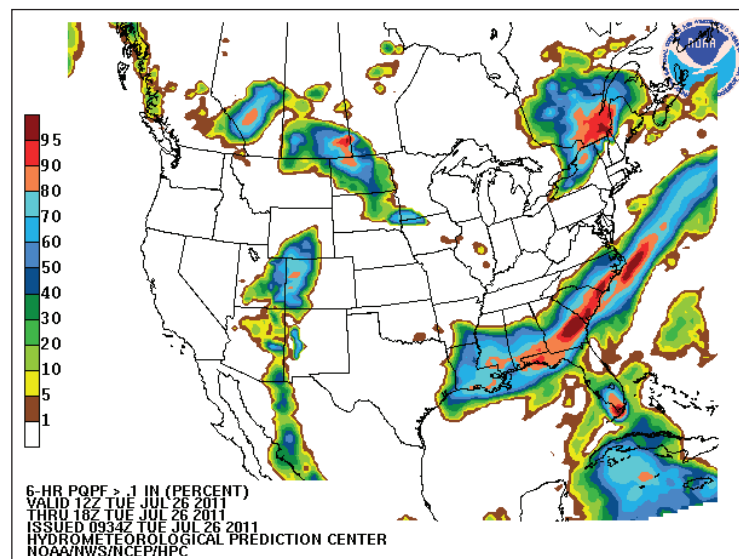 NOAA
95
90
80
70
60
50
40
30
20
10
5
1
6-HR PQPF > .1 IN (PERCENT)
VALID 12Z TUE JUL 26 2011
THRU 18Z TUE JUL 26 2011
ISSUED 0934Z TUE JUL 26 2011
HYDROMETEOROLOGICAL PREDICTION CENTER
NOAA/NWS/NCEP/HPC